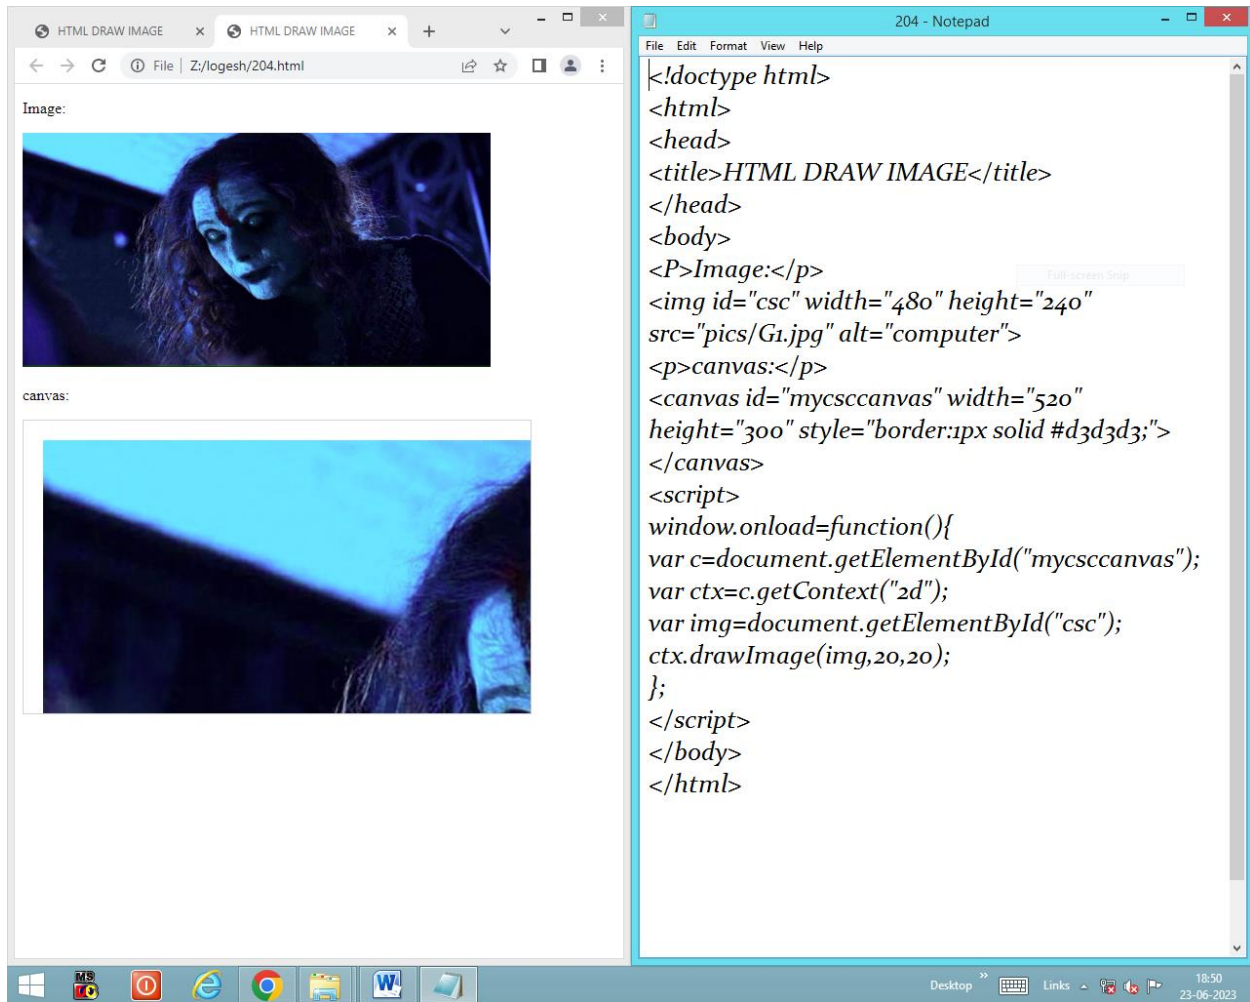 HTML DRAW IMAGE
HTML DRAW IMAGE
File
Z:/logesh/204.html
Image:
canvas:
204 - Notepad
File Edit Format View Help
<!doctype html>
<html>
<head>
<title>HTML DRAW IMAGE</title>
</head>
<body>
<P>Image:</p>
<img id="csc" width="480" height="240"
src="pics/G1.jpg" alt="computer">
<p>canvas:</p>
<canvas id="mycsccanvas" width="520"
height="300" style="border:1px solid #d3d3d3;">
</canvas>
<script>
window.onload=function(){
var c=document.getElementById("mycsccanvas");
var ctx=c.getContext("2d");
var img=document.getElementById("csc");
ctx.drawImage(img,20,20);
};
</script>
</body>
</html>
Full-screen Snip
MS
W
Desktop
Links
18:50
23-06-2023